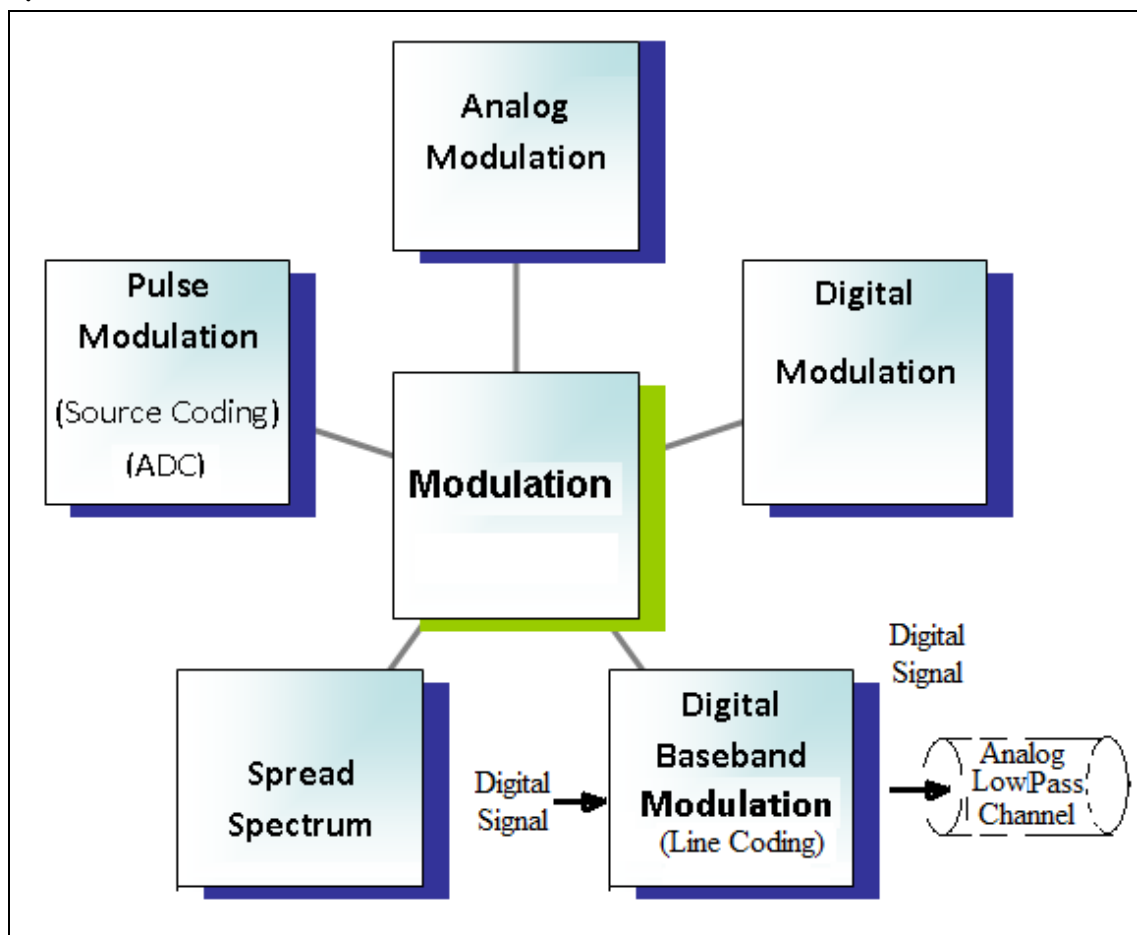 Analog
Modulation
Pulse
Modulation
(Source Coding)
(ADC)
Digital
Modulation
Modulation
Spread
Spectrum
Digital
Signal
Digital
Baseband
Modulation
(Line Coding)
Digital
Signal
Analog
LowPass
Channel